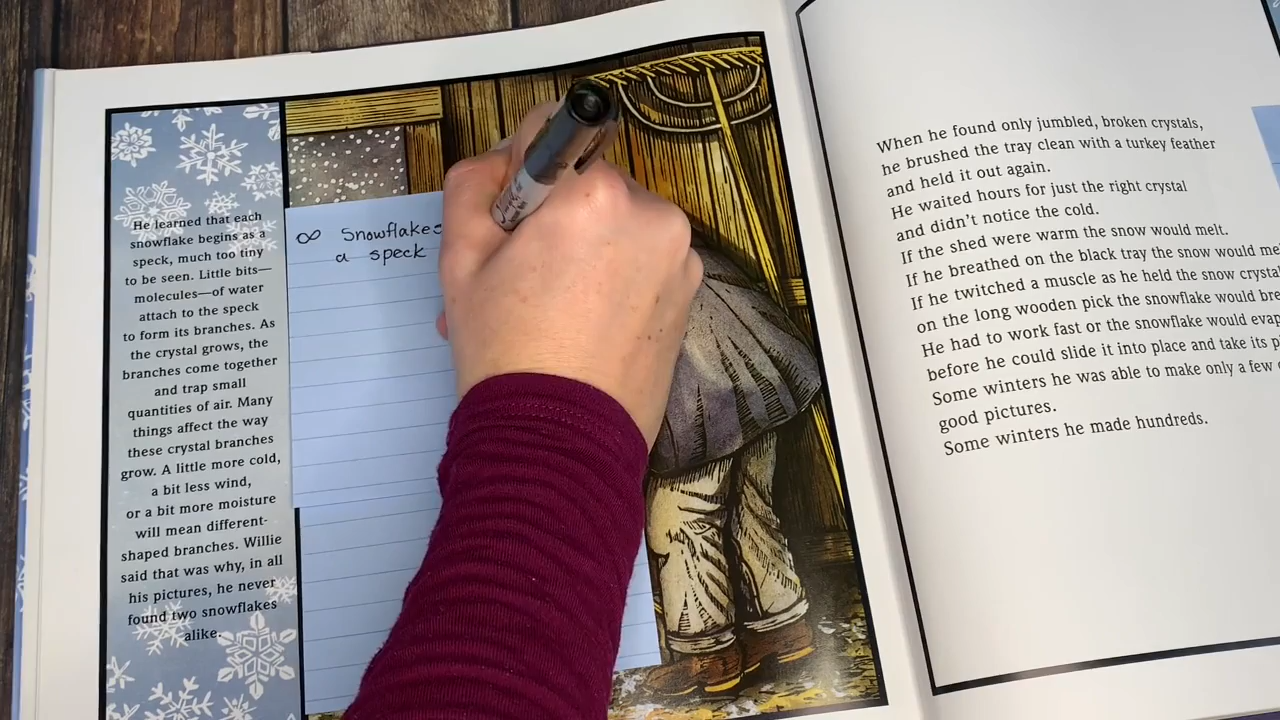 He learned that each
snowflake begins as a
speck, much too tiny
to be seen. Little bits—
molecules—of water
attach to the speck
to form its branches. As
the crystal grows, the
branches come together
and trap small
quantities of air. Many
things affect the way
these crystal branches
grow. A little more cold,
a bit less wind,
or a bit more moisture
will mean different-
shaped branches. Willie
said that was why, in all
his pictures, he never
found two snowflakes
alike.
∞ Snowflakes
a speck
When he found only jumbled, broken crystals,
he brushed the tray clean with a turkey feather
and held it out again.
He waited hours for just the right crystal
and didn't notice the cold.
If the shed were warm the snow would melt.
If he breathed on the black tray the snow would
If he twitched a muscle as he held the snow
on the long wooden pick the snowflake would
He had to work fast or the snowflake would
before he could slide it into place and take its
Some winters he was able to make only a few
good pictures.
Some winters he made hundreds.